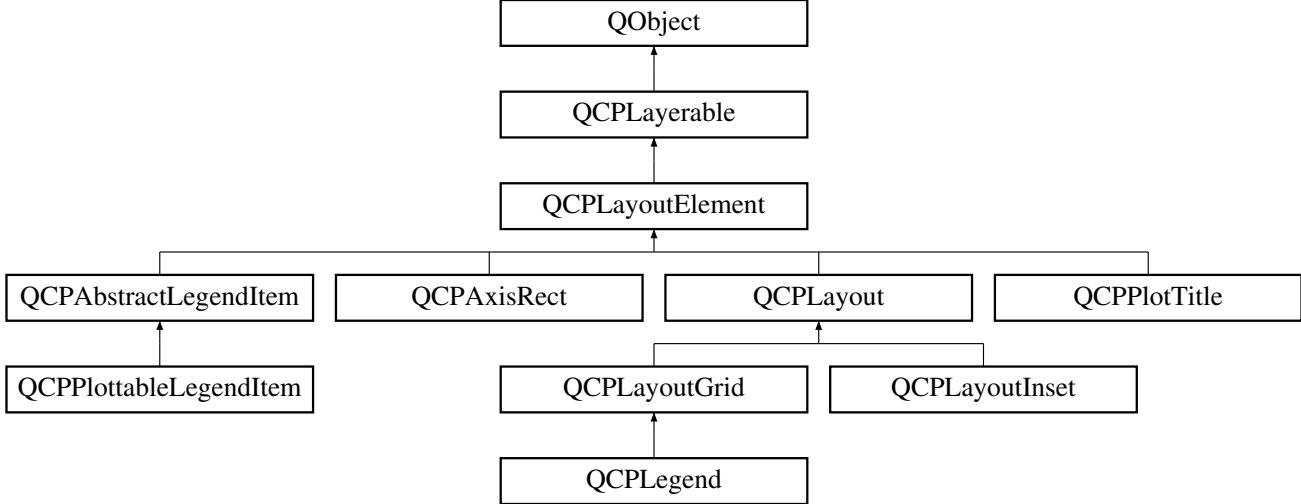 QObject
QCPLayerable
QCPLayoutElement
QCPAbstractLegendItem
QCPAxisRect
QCPLayout
QCPPlotTitle
QCPPlottableLegendItem
QCPLayoutGrid
QCPLayoutInset
QCPLegend